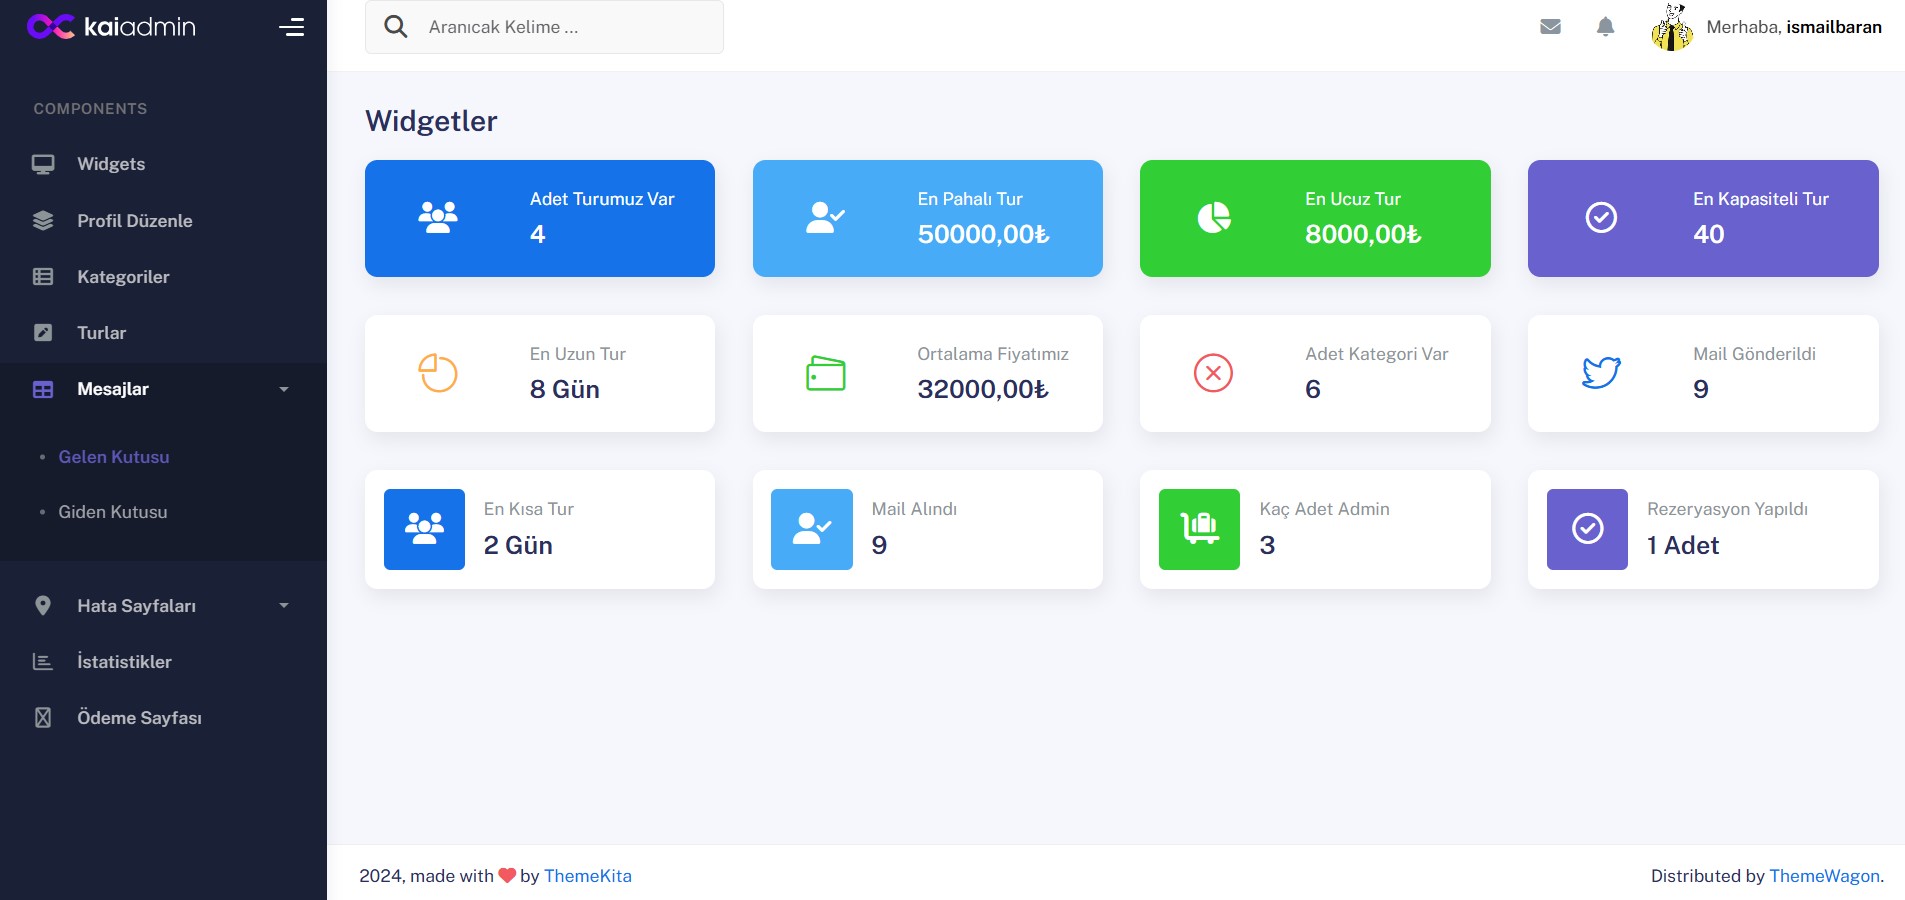 kaiadmin
Aranıcak Kelime ...
Merhaba, ismailbaran
COMPONENTS
Widgets
Profil Düzenle
Kategoriler
Turlar
Mesajlar
Gelen Kutusu
Giden Kutusu
Hata Sayfaları
İstatistikler
Ödeme Sayfası
Widgetler
Adet Turumuz Var
4
En Pahalı Tur
50000,00₺
En Ucuz Tur
8000,00₺
En Kapasiteli Tur
40
En Uzun Tur
8 Gün
Ortalama Fiyatımız
32000,00₺
Adet Kategori Var
6
Mail Gönderildi
9
En Kısa Tur
2 Gün
Mail Alındı
9
Kaç Adet Admin
3
Rezeryasyon Yapıldı
1 Adet
2024, made with by ThemeKita
Distributed by ThemeWagon.